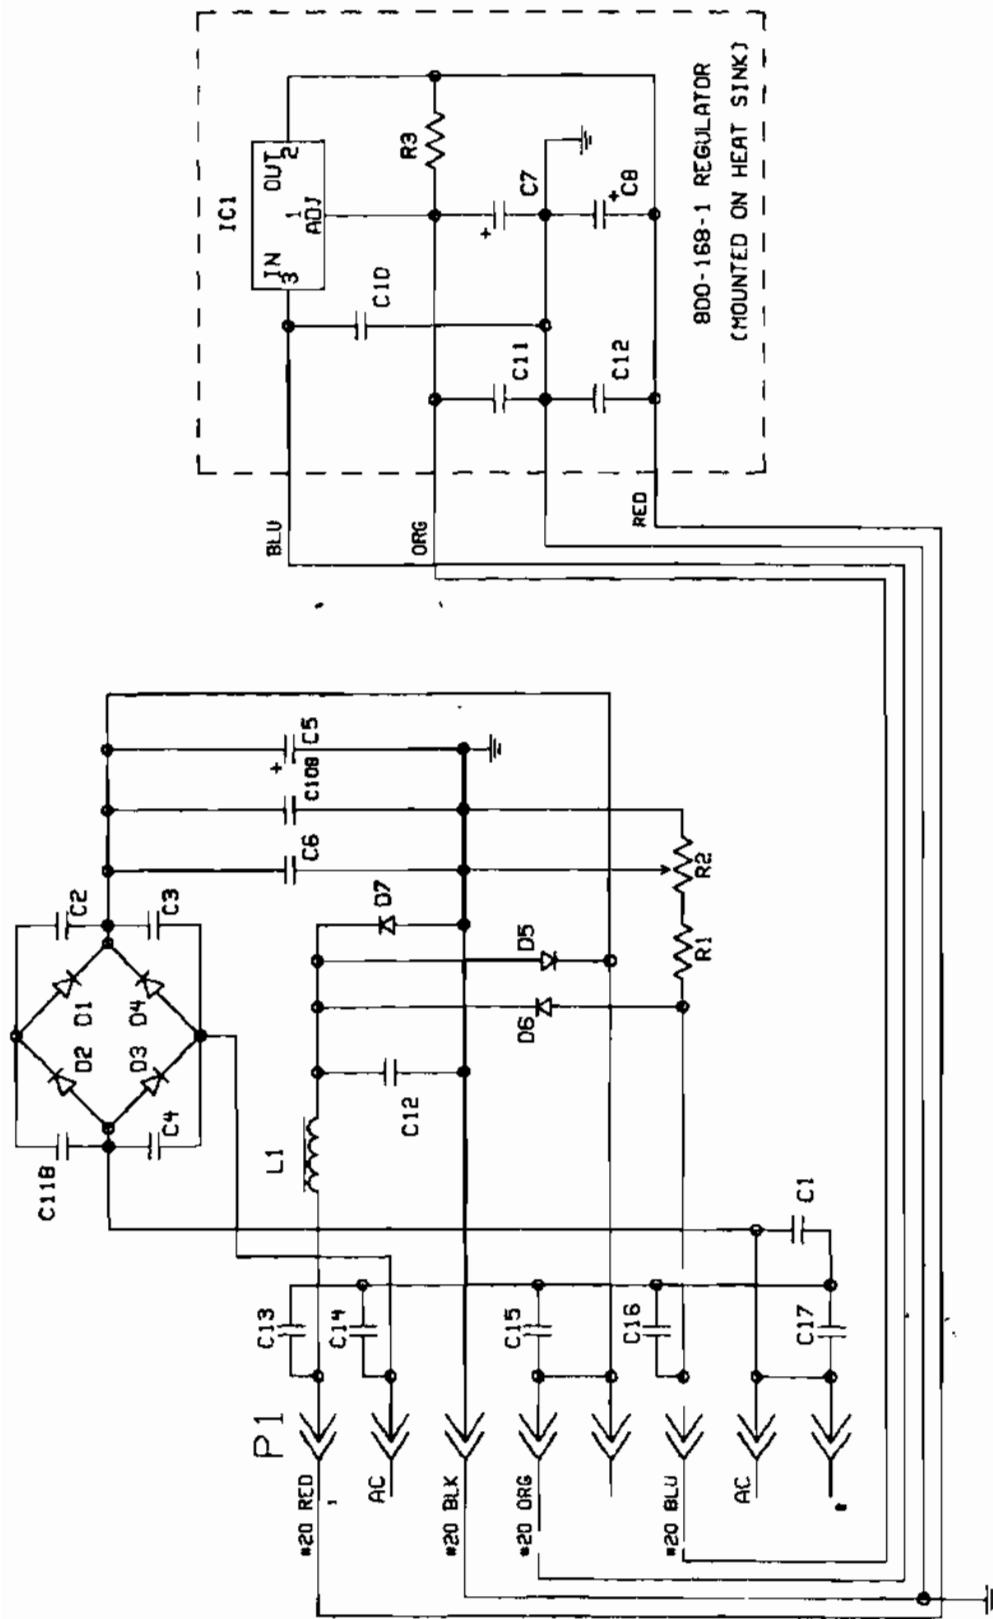 IC1
IN
3
OUT
2
1
ADJ
R3
C10
C7
+
C8
+
C11
C12
800-168-1 REGULATOR
(MOUNTED ON HEAT SINK)
BLU
ORG
RED
C2
C3
D1
D4
D2
D3
C11B
C4
C5
+
C10B
C6
D7
D5
D6
R2
R1
C12
L1
C1
C13
C14
C15
C16
C17
P1
#20 RED
AC
#20 BLK
#20 ORG
#20 BLU
AC